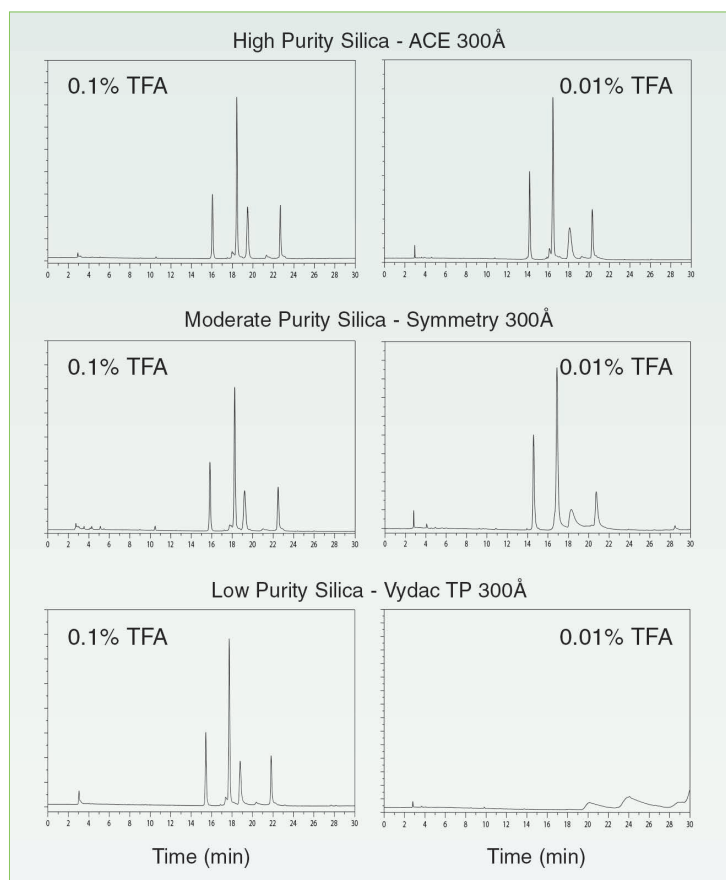 High Purity Silica - ACE 300Å
0.1% TFA
0.01% TFA
0 2 4 6 8 10 12 14 16 18 20 22 24 26 28 30
0 2 4 6 8 10 12 14 16 18 20 22 24 26 28 30
Moderate Purity Silica - Symmetry 300Å
0.1% TFA
0.01% TFA
0 2 4 6 8 10 12 14 16 18 20 22 24 26 28 30
0 2 4 6 8 10 12 14 16 18 20 22 24 26 28 30
Low Purity Silica - Vydac TP 300Å
0.1% TFA
0.01% TFA
0 2 4 6 8 10 12 14 16 18 20 22 24 26 28 30
0 2 4 6 8 10 12 14 16 18 20 22 24 26 28 30
Time (min)
Time (min)